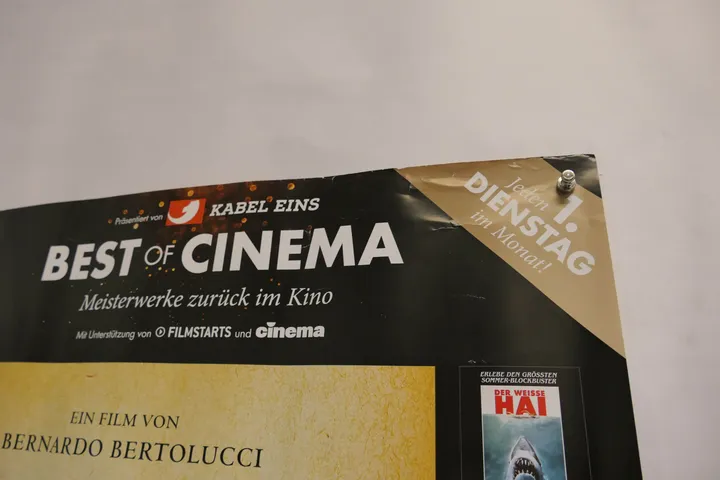 Präsentiert von KABEL EINS
BEST OF CINEMA
Meisterwerke zurück im Kino
Mit Unterstützung von FILMSTARTS und cinema
Jeden
1.
DIENSTAG
im Monat!
EIN FILM VON
BERNARDO BERTOLUCCI
ERLEBE DEN GRÖSSTEN
SOMMER-BLOCKBUSTER
DER WEISSE
HAI